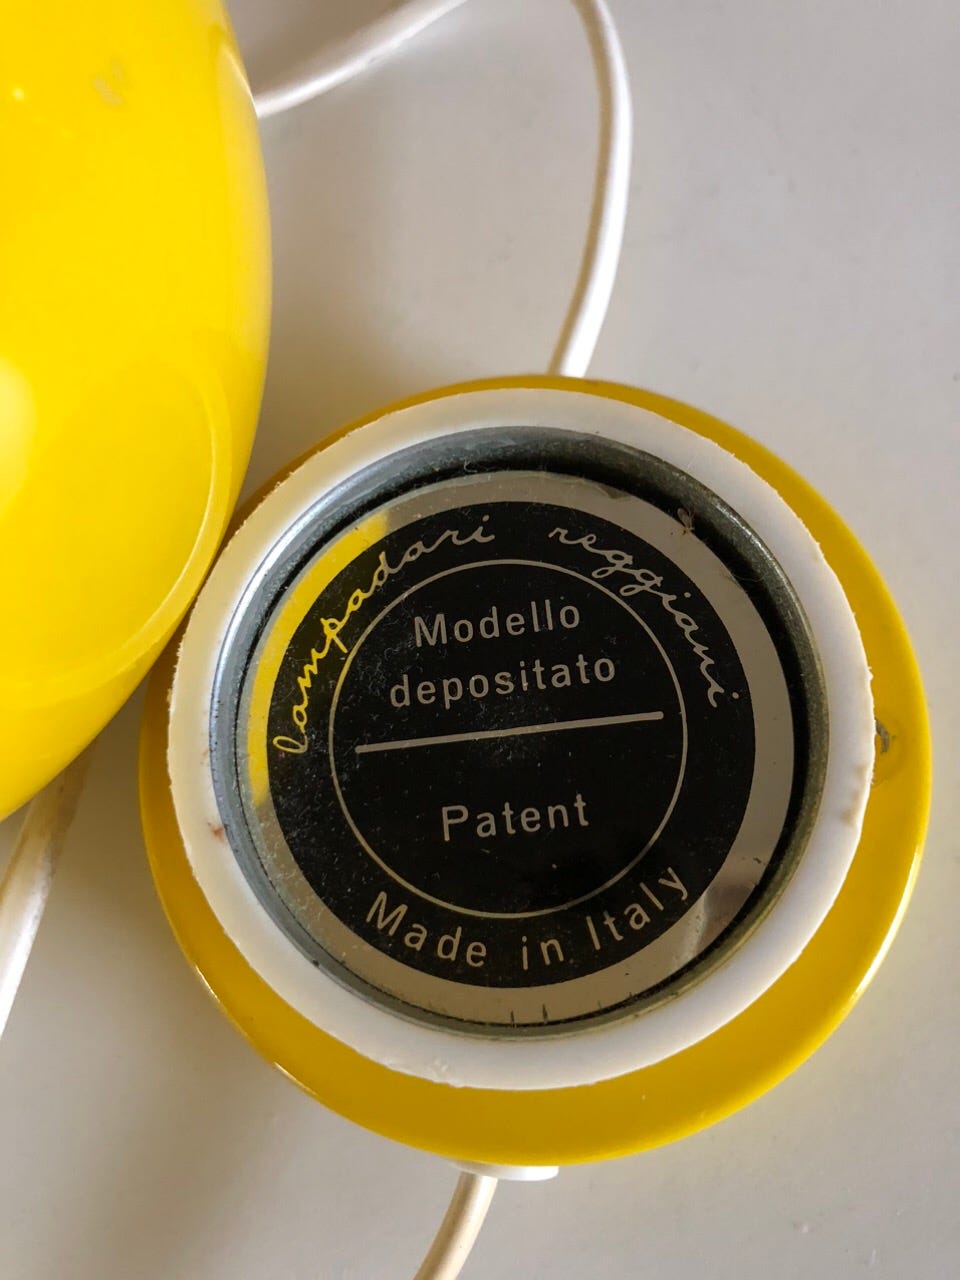 lampadari reggiani
Modello
depositato
Patent
Made in Italy